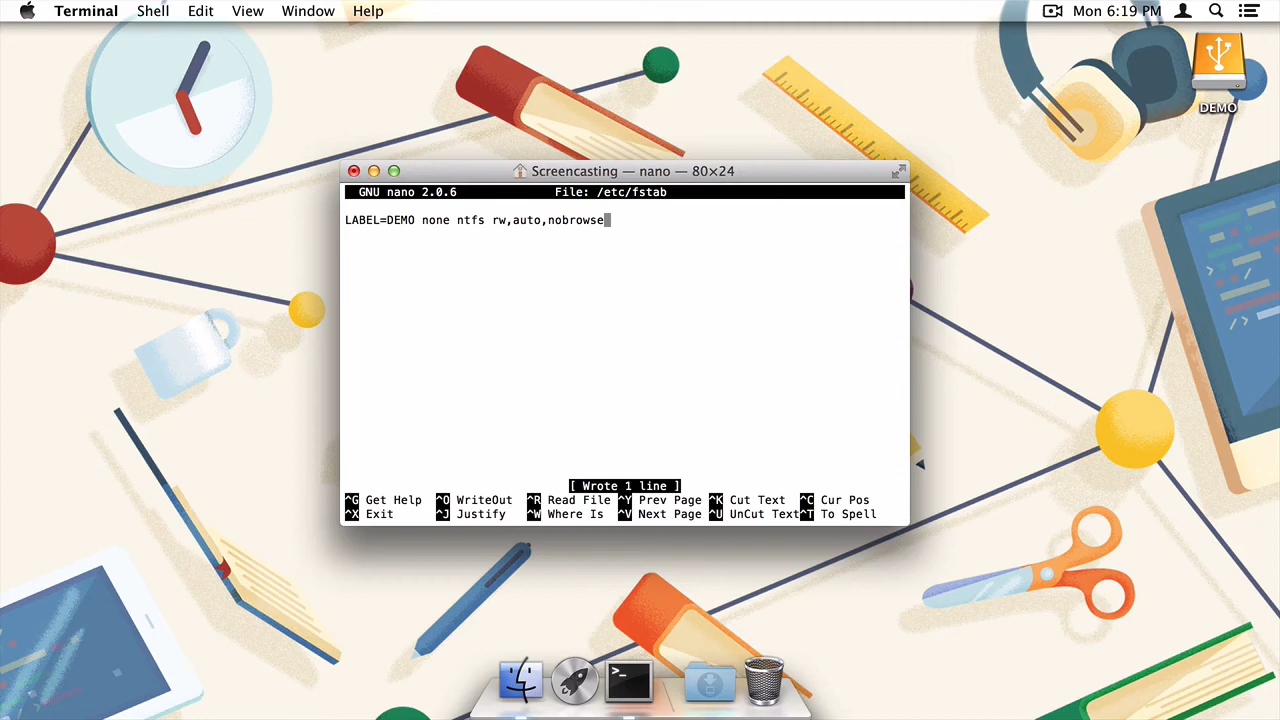 Terminal Shell Edit View Window Help Mon 6:19 PM
DEMO
Screencasting — nano — 80×24
GNU nano 2.0.6 File: /etc/fstab
LABEL=DEMO none ntfs rw,auto,nobrowse
[ Wrote 1 line ]
^G Get Help ^O WriteOut ^R Read File ^Y Prev Page ^K Cut Text ^C Cur Pos
^X Exit ^J Justify ^W Where Is ^V Next Page ^U UnCut Text ^T To Spell
>_